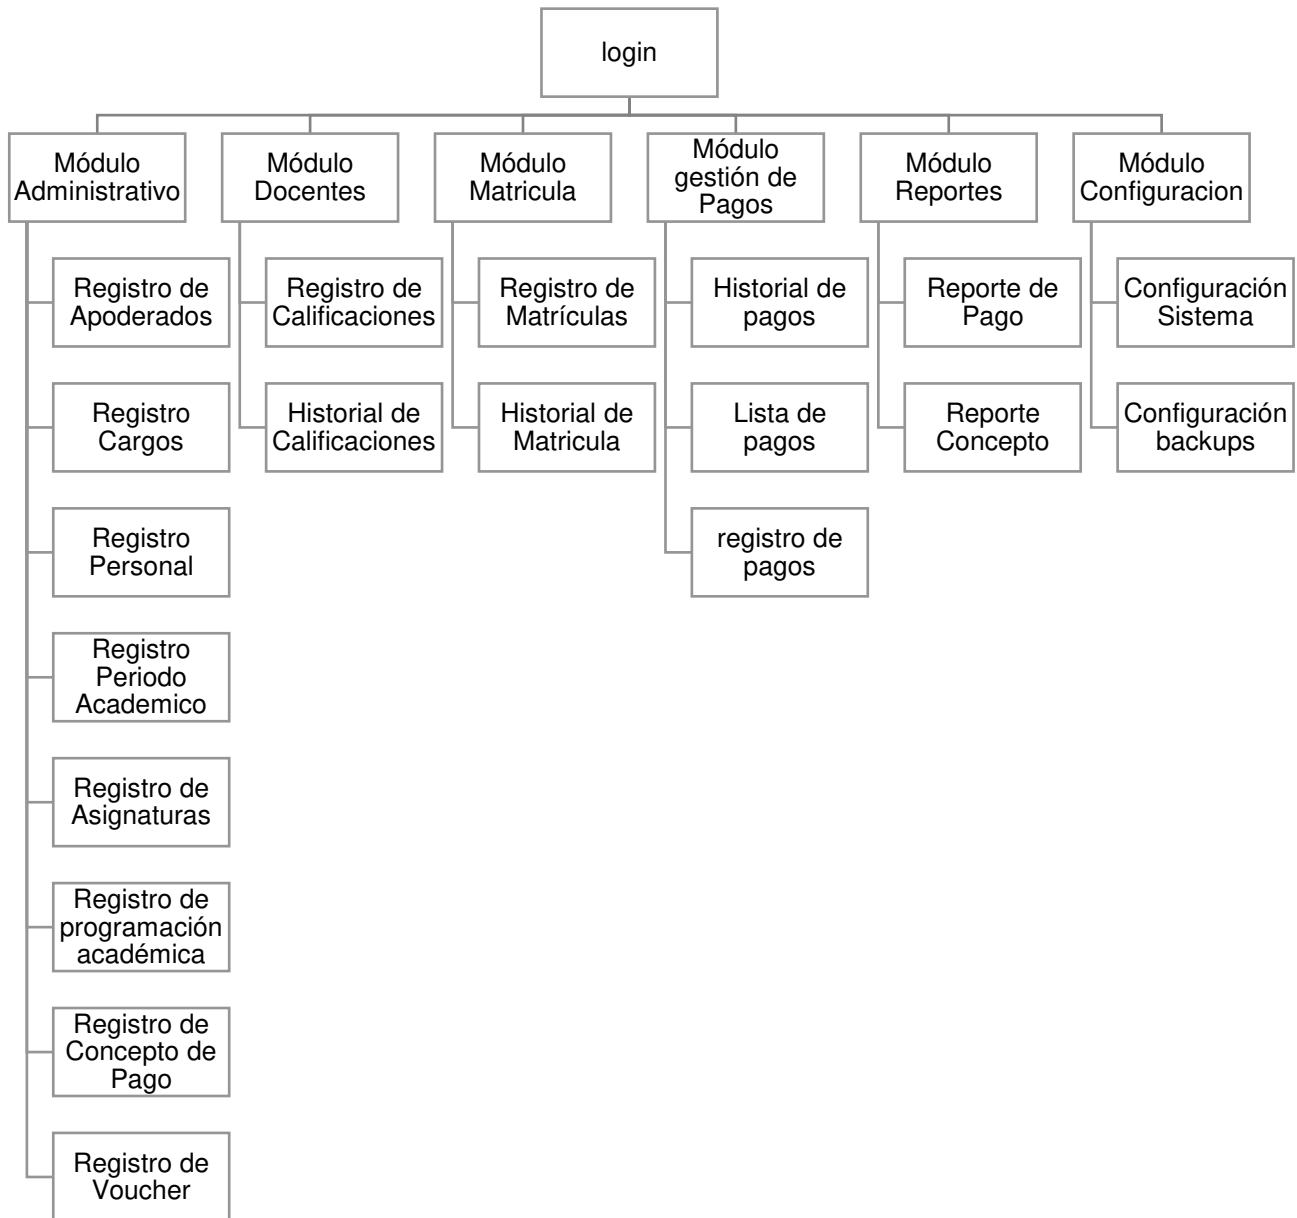 login
Módulo
Administrativo
Módulo
Docentes
Módulo
Matricula
Módulo
gestión de
Pagos
Módulo
Reportes
Módulo
Configuracion
Registro de
Apoderados
Registro de
Calificaciones
Registro de
Matrículas
Historial de
pagos
Reporte de
Pago
Configuración
Sistema
Registro
Cargos
Historial de
Calificaciones
Historial de
Matricula
Lista de
pagos
Reporte
Concepto
Configuración
backups
Registro
Personal
registro de
pagos
Registro
Periodo
Academico
Registro de
Asignaturas
Registro de
programación
académica
Registro de
Concepto de
Pago
Registro de
Voucher